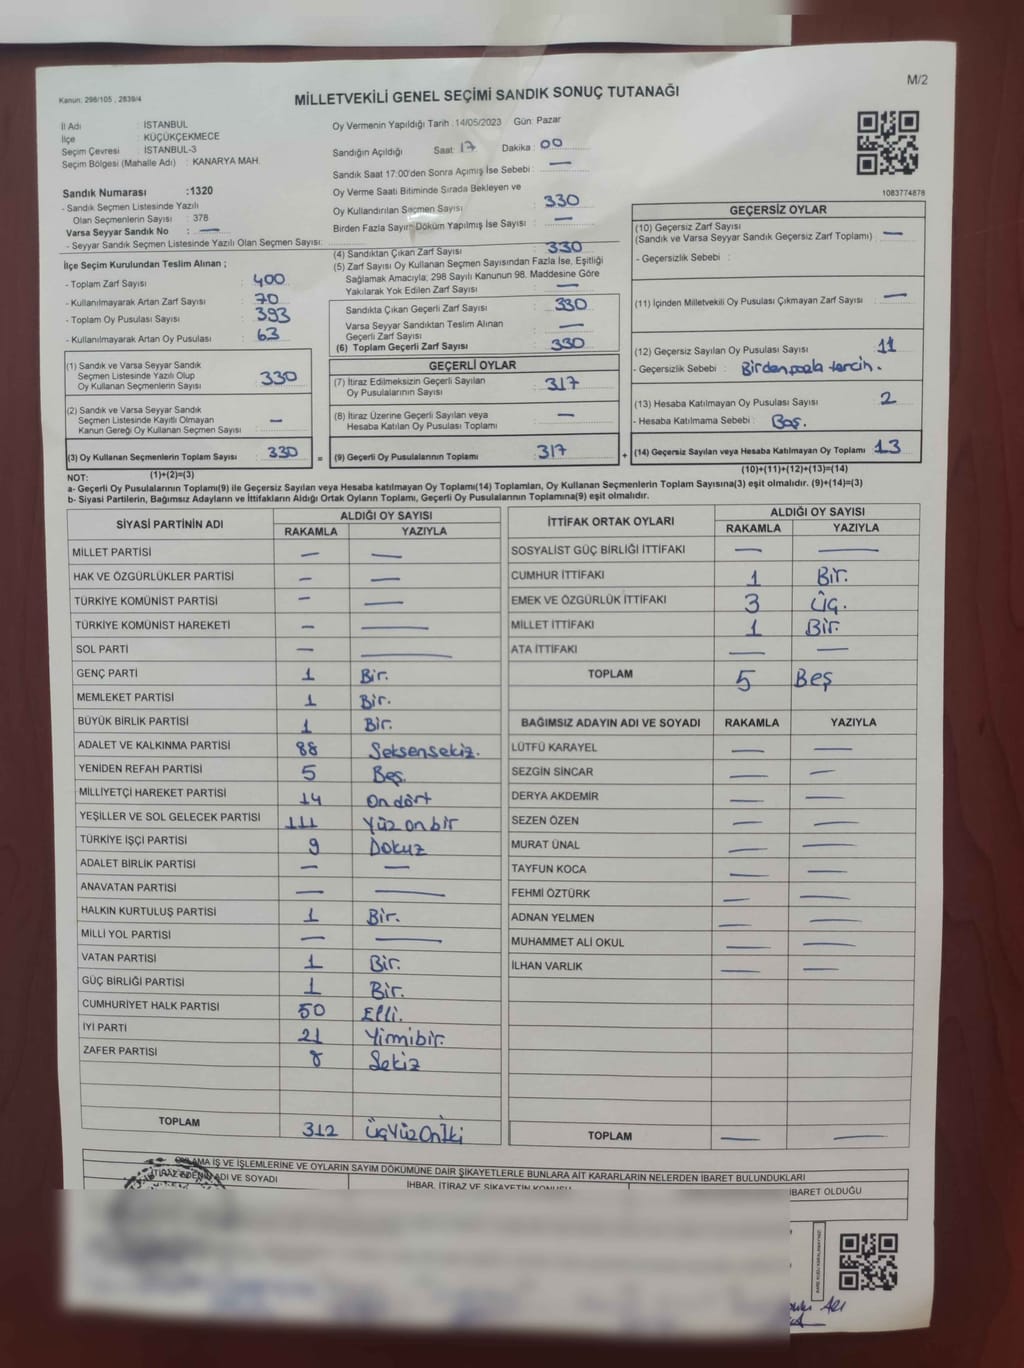 M/2
Kanun: 298/105 , 2839/4
MİLLETVEKİLİ GENEL SEÇİMİ SANDIK SONUÇ TUTANAĞI
İl Adı : İSTANBUL
İlçe : KÜÇÜKÇEKMECE
Seçim Çevresi : İSTANBUL-3
Seçim Bölgesi (Mahalle Adı) : KANARYA MAH.
Sandık Numarası :1320
- Sandık Seçmen Listesinde Yazılı
Olan Seçmenlerin Sayısı : 378
Varsa Seyyar Sandık No : —
- Seyyar Sandık Seçmen Listesinde Yazılı Olan Seçmen Sayısı:
Oy Vermenin Yapıldığı Tarih :14/05/2023 Gün: Pazar
Sandığın Açıldığı Saat : 17 Dakika : 00
Sandık Saat 17:00'den Sonra Açılmış İse Sebebi : —
Oy Verme Saati Bitiminde Sırada Bekleyen ve
Oy Kullandırılan Seçmen Sayısı : 330
Birden Fazla Sayım Döküm Yapılmış İse Sayısı : —
1083774878
İlçe Seçim Kurulundan Teslim Alınan ;
- Toplam Zarf Sayısı : 400
- Kullanılmayarak Artan Zarf Sayısı : 70
- Toplam Oy Pusulası Sayısı : 393
- Kullanılmayarak Artan Oy Pusulası : 63
(1) Sandık ve Varsa Seyyar Sandık
Seçmen Listesinde Yazılı Olup
Oy Kullanan Seçmenlerin Sayısı : 330
(2) Sandık ve Varsa Seyyar Sandık
Seçmen Listesinde Kayıtlı Olmayan
Kanun Gereği Oy Kullanan Seçmen Sayısı : —
(3) Oy Kullanan Seçmenlerin Toplam Sayısı : 330
(4) Sandıktan Çıkan Zarf Sayısı : 330
(5) Zarf Sayısı Oy Kullanan Seçmen Sayısından Fazla İse, Eşitliği
Sağlamak Amacıyla; 298 Sayılı Kanunun 98. Maddesine Göre
Yakılarak Yok Edilen Zarf Sayısı : —
Sandıkta Çıkan Geçerli Zarf Sayısı : 330
Varsa Seyyar Sandıktan Teslim Alınan
Geçerli Zarf Sayısı : —
(6) Toplam Geçerli Zarf Sayısı : 330
GEÇERLİ OYLAR
(7) İtiraz Edilmeksizin Geçerli Sayılan
Oy Pusulalarının Sayısı : 317
(8) İtiraz Üzerine Geçerli Sayılan veya
Hesaba Katılan Oy Pusulası Toplamı : —
= (9) Geçerli Oy Pusulalarının Toplamı : 317
GEÇERSİZ OYLAR
(10) Geçersiz Zarf Sayısı
(Sandık ve Varsa Seyyar Sandık Geçersiz Zarf Toplamı) : —
- Geçersizlik Sebebi :
(11) İçinden Milletvekili Oy Pusulası Çıkmayan Zarf Sayısı : —
(12) Geçersiz Sayılan Oy Pusulası Sayısı : 11
- Geçersizlik Sebebi : Birden pazla tercih.
(13) Hesaba Katılmayan Oy Pusulası Sayısı : 2
- Hesaba Katılmama Sebebi : Boş.
+ (14) Geçersiz Sayılan veya Hesaba Katılmayan Oy Toplamı : 13
NOT: (1)+(2)=(3)
(10)+(11)+(12)+(13)=(14)
a- Geçerli Oy Pusulalarının Toplamı(9) ile Geçersiz Sayılan veya Hesaba Katılmayan Oy Toplamı(14) Toplamları, Oy Kullanan Seçmenlerin Toplam Sayısına(3) eşit olmalıdır. (9)+(14)=(3)
b- Siyasi Partilerin, Bağımsız Adayların ve İttifakların Aldığı Ortak Oyların Toplamı, Geçerli Oy Pusulalarının Toplamına(9) eşit olmalıdır.
SİYASİ PARTİNİN ADI ALDIĞI OY SAYISI
RAKAMLA YAZIYLA
MİLLET PARTİSİ — —
HAK VE ÖZGÜRLÜKLER PARTİSİ — —
TÜRKİYE KOMÜNİST PARTİSİ — —
TÜRKİYE KOMÜNİST HAREKETİ — —
SOL PARTİ — —
GENÇ PARTİ 1 Bir.
MEMLEKET PARTİSİ 1 Bir.
BÜYÜK BİRLİK PARTİSİ 1 Bir.
ADALET VE KALKINMA PARTİSİ 88 Seksensekiz.
YENİDEN REFAH PARTİSİ 5 Beş.
MİLLİYETÇİ HAREKET PARTİSİ 14 On dört
YEŞİLLER VE SOL GELECEK PARTİSİ 111 Yüz onbir
TÜRKİYE İŞÇİ PARTİSİ 9 Dokuz
ADALET BİRLİK PARTİSİ — —
ANAVATAN PARTİSİ — —
HALKIN KURTULUŞ PARTİSİ 1 Bir.
MİLLİ YOL PARTİSİ — —
VATAN PARTİSİ 1 Bir.
GÜÇ BİRLİĞİ PARTİSİ 1 Bir.
CUMHURİYET HALK PARTİSİ 50 Elli.
İYİ PARTİ 21 Yirmibir.
ZAFER PARTİSİ 8 Sekiz
TOPLAM 312 ÜçYüzOnİki
İTTİFAK ORTAK OYLARI ALDIĞI OY SAYISI
RAKAMLA YAZIYLA
SOSYALİST GÜÇ BİRLİĞİ İTTİFAKI — —
CUMHUR İTTİFAKI 1 Bir.
EMEK VE ÖZGÜRLÜK İTTİFAKI 3 Üç.
MİLLET İTTİFAKI 1 Bir.
ATA İTTİFAKI — —
TOPLAM 5 Beş
BAĞIMSIZ ADAYIN ADI VE SOYADI RAKAMLA YAZIYLA
LÜTFÜ KARAYEL — —
SEZGİN SİNCAR — —
DERYA AKDEMİR — —
SEZEN ÖZEN — —
MURAT ÜNAL — —
TAYFUN KOCA — —
FEHMİ ÖZTÜRK — —
ADNAN YELMEN — —
MUHAMMET ALİ OKUL — —
İLHAN VARLIK — —
TOPLAM — —
İŞ VE İŞLEMLERİNE VE OYLARIN SAYIM DÖKÜMÜNE DAİR ŞİKAYETLERLE BUNLARA AİT KARARLARIN NELERDEN İBARET BULUNDUKLARI
ADI VE SOYADI
İHBAR, İTİRAZ VE ŞİKAYETİN KONUSU
İBARET OLDUĞU